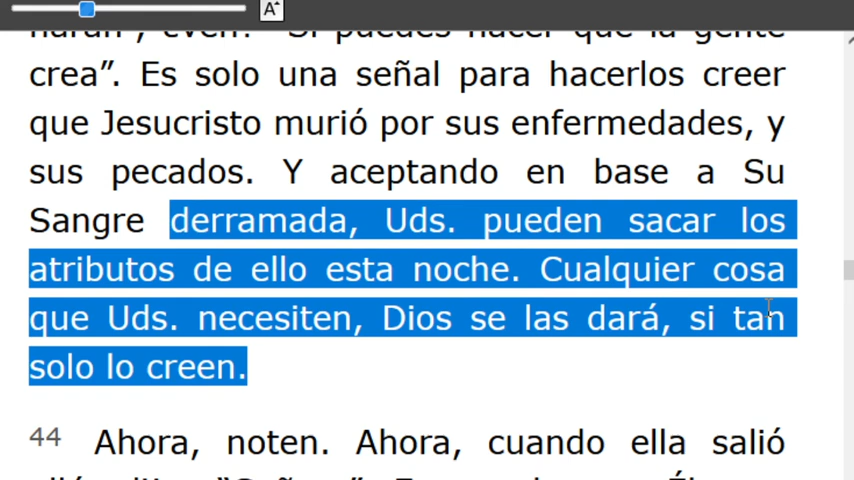 A
crea”. Es solo una señal para hacerlos creer
que Jesucristo murió por sus enfermedades, y
sus pecados. Y aceptando en base a Su
Sangre derramada, Uds. pueden sacar los
atributos de ello esta noche. Cualquier cosa
que Uds. necesiten, Dios se las dará, si tan
solo lo creen.
44 Ahora, noten. Ahora, cuando ella salió